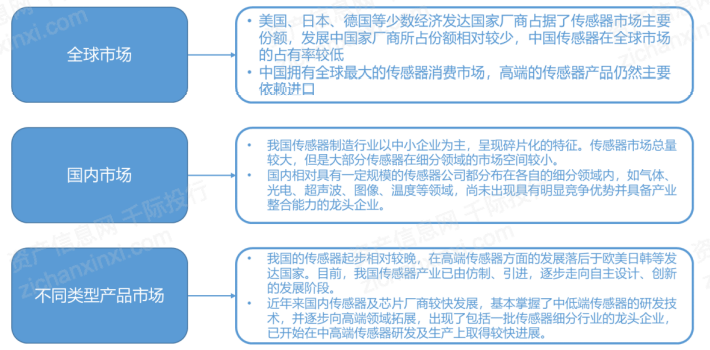 全球市场
• 美国、日本、德国等少数经济发达国家厂商占据了传感器市场主要
份额，发展中国家厂商所占份额相对较少，中国传感器在全球市场
的占有率较低
• 中国拥有全球最大的传感器消费市场，高端的传感器产品仍然主要
依赖进口
国内市场
• 我国传感器制造行业以中小企业为主，呈现碎片化的特征。传感器市场总量
较大，但是大部分传感器在细分领域的市场空间较小。
• 国内相对具有一定规模的传感器公司都分布在各自的细分领域内，如气体、
光电、超声波、图像、温度等领域，尚未出现具有明显竞争优势并具备产业
整合能力的龙头企业。
不同类型产品市场
• 我国的传感器起步相对较晚，在高端传感器方面的发展落后于欧美日韩等发
达国家。目前，我国传感器产业已由仿制、引进，逐步走向自主设计、创新
的发展阶段。
• 近年来国内传感器及芯片厂商较快发展，基本掌握了中低端传感器的研发技
术，并逐步向高端领域拓展，出现了包括一批传感器细分行业的龙头企业，
已开始在中高端传感器研发及生产上取得较快进展。
资产信息网 千际投行
zichanxinxi.com